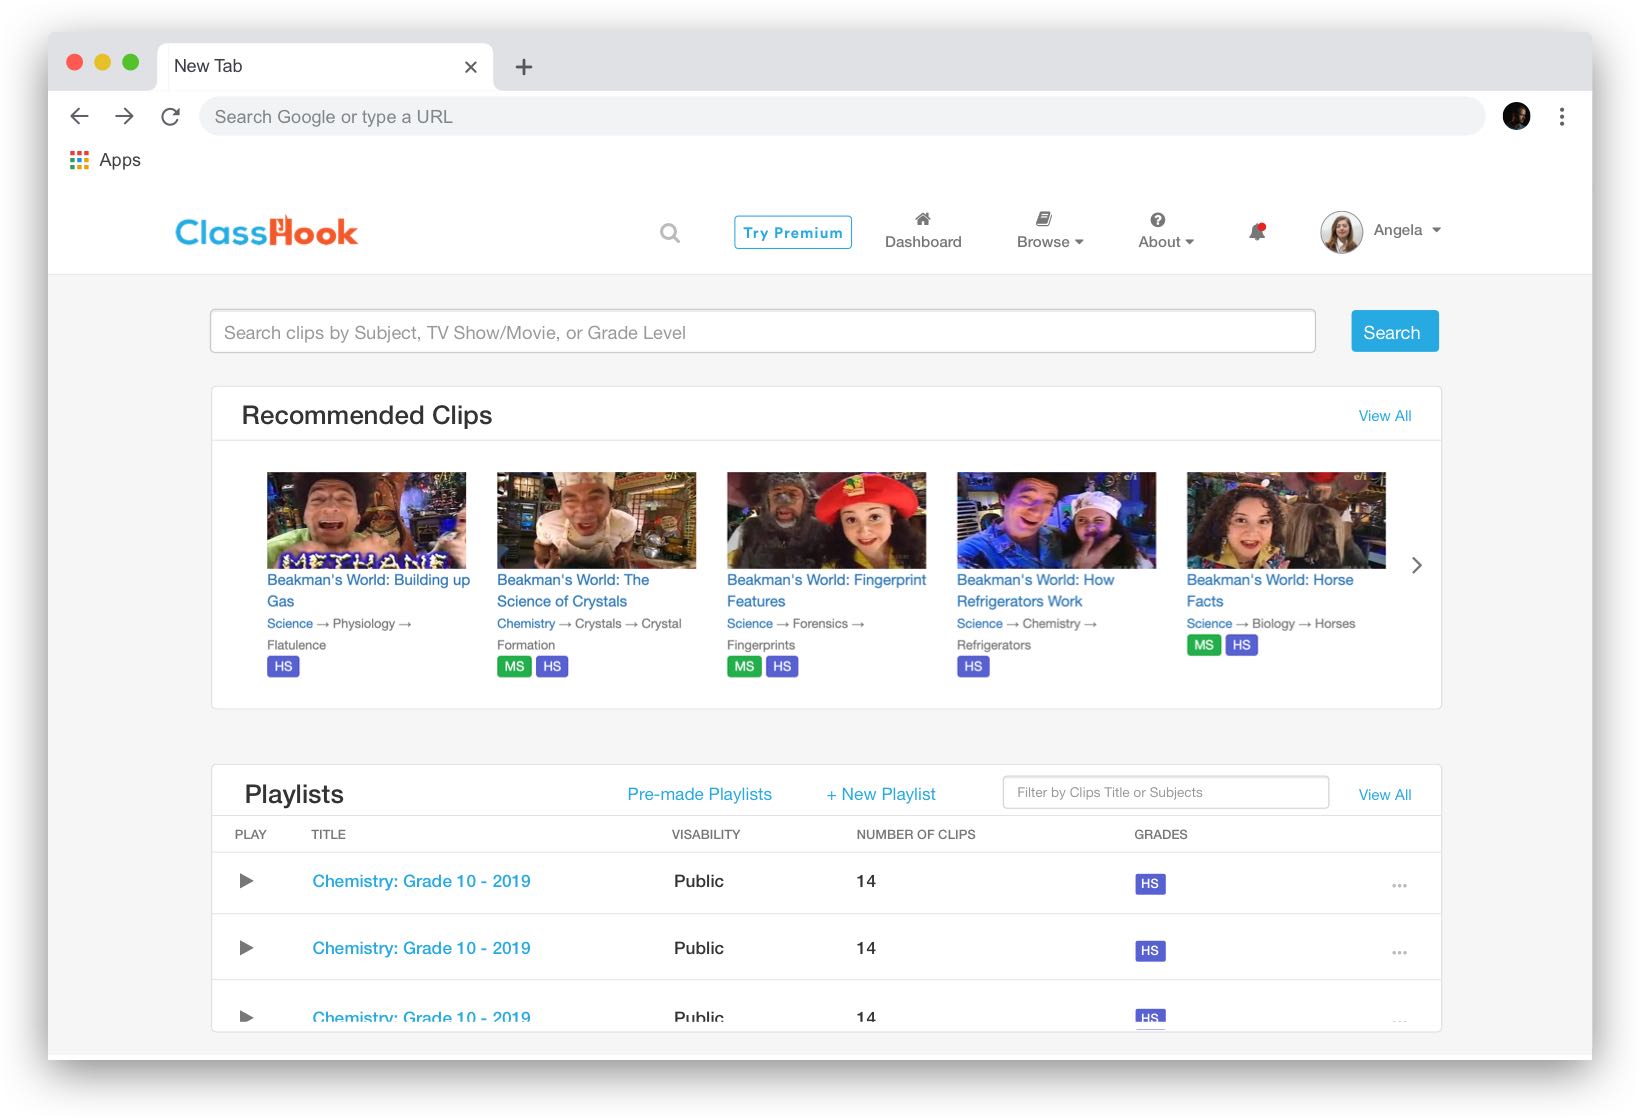 New Tab
Search Google or type a URL
Apps
ClassHook
Try Premium
Dashboard
Browse
About
Angela
Search clips by Subject, TV Show/Movie, or Grade Level
Search
Recommended Clips
View All
e/i
e/i
e/i
e/i
METHANE
Beakman's World: Building up
Gas
Science → Physiology →
Flatulence
HS
Beakman's World: The
Science of Crystals
Chemistry → Crystals → Crystal
Formation
MS HS
Beakman's World: Fingerprint
Features
Science → Forensics →
Fingerprints
MS HS
Beakman's World: How
Refrigerators Work
Science → Chemistry →
Refrigerators
HS
Beakman's World: Horse
Facts
Science → Biology → Horses
MS HS
Playlists
Pre-made Playlists
+ New Playlist
Filter by Clips Title or Subjects
View All
PLAY TITLE VISABILITY NUMBER OF CLIPS GRADES
Chemistry: Grade 10 - 2019 Public 14 HS ...
Chemistry: Grade 10 - 2019 Public 14 HS ...
Chemistry: Grade 10 - 2019 Public 14 HS ...